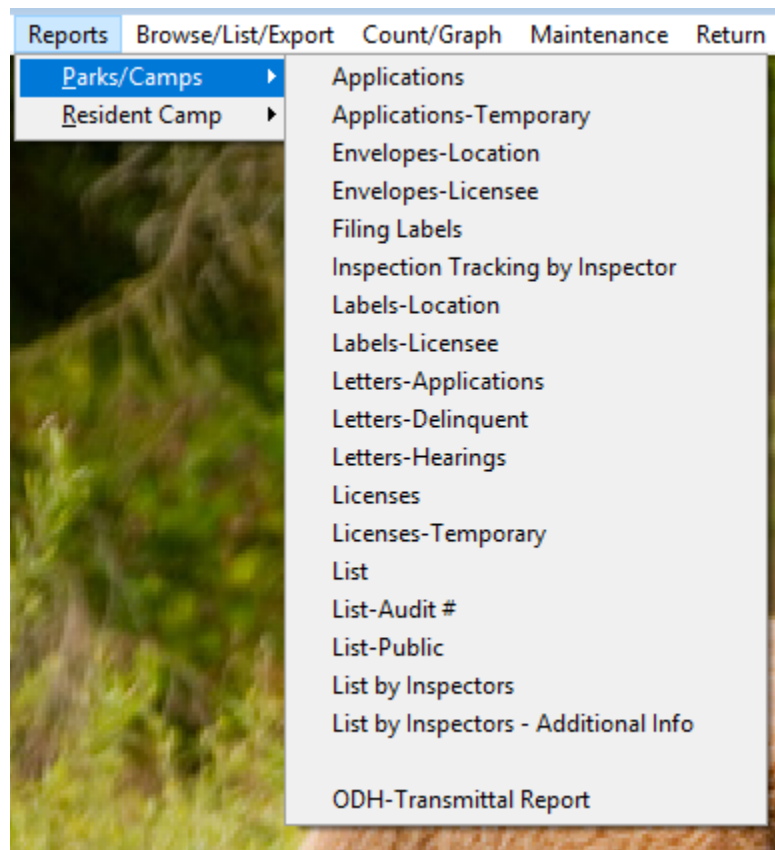 Reports Browse/List/Export Count/Graph Maintenance Return
Parks/Camps
Resident Camp
Applications
Applications-Temporary
Envelopes-Location
Envelopes-Licensee
Filing Labels
Inspection Tracking by Inspector
Labels-Location
Labels-Licensee
Letters-Applications
Letters-Delinquent
Letters-Hearings
Licenses
Licenses-Temporary
List
List-Audit #
List-Public
List by Inspectors
List by Inspectors - Additional Info
ODH-Transmittal Report